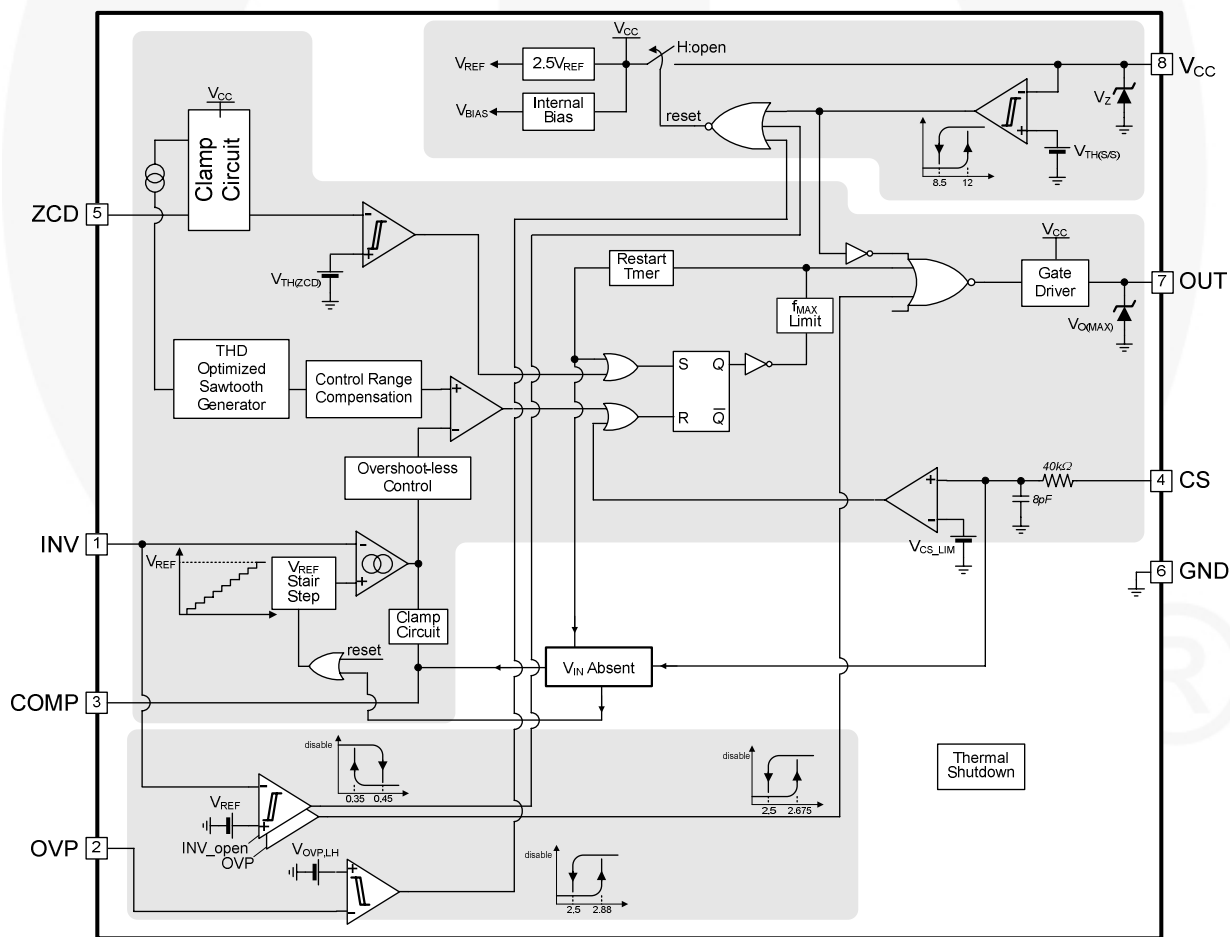 VCC
H:open
VREF
2.5VREF
8
VCC
VBIAS
Internal
Bias
reset
VZ
VTH(S/S)
8.5
12
VCC
Clamp
Circuit
ZCD
5
VTH(ZCD)
Restart
Tmer
VCC
Gate
Driver
7
OUT
VO(MAX)
fMAX
Limit
THD
Optimized
Sawtooth
Generator
Control Range
Compensation
+
−
S
Q
R
Q̅
Overshoot-less
Control
40kΩ
8pF
4
CS
+
−
VCS_LIM
INV
1
VREF
VREF
Stair
Step
−
+
6
GND
Clamp
Circuit
reset
VIN Absent
COMP
3
disable
0.35
0.45
disable
2.5
2.675
Thermal
Shutdown
VREF
−
+
INV_open
OVP
OVP
2
VOVP,LH
+
−
disable
2.5
2.88
®